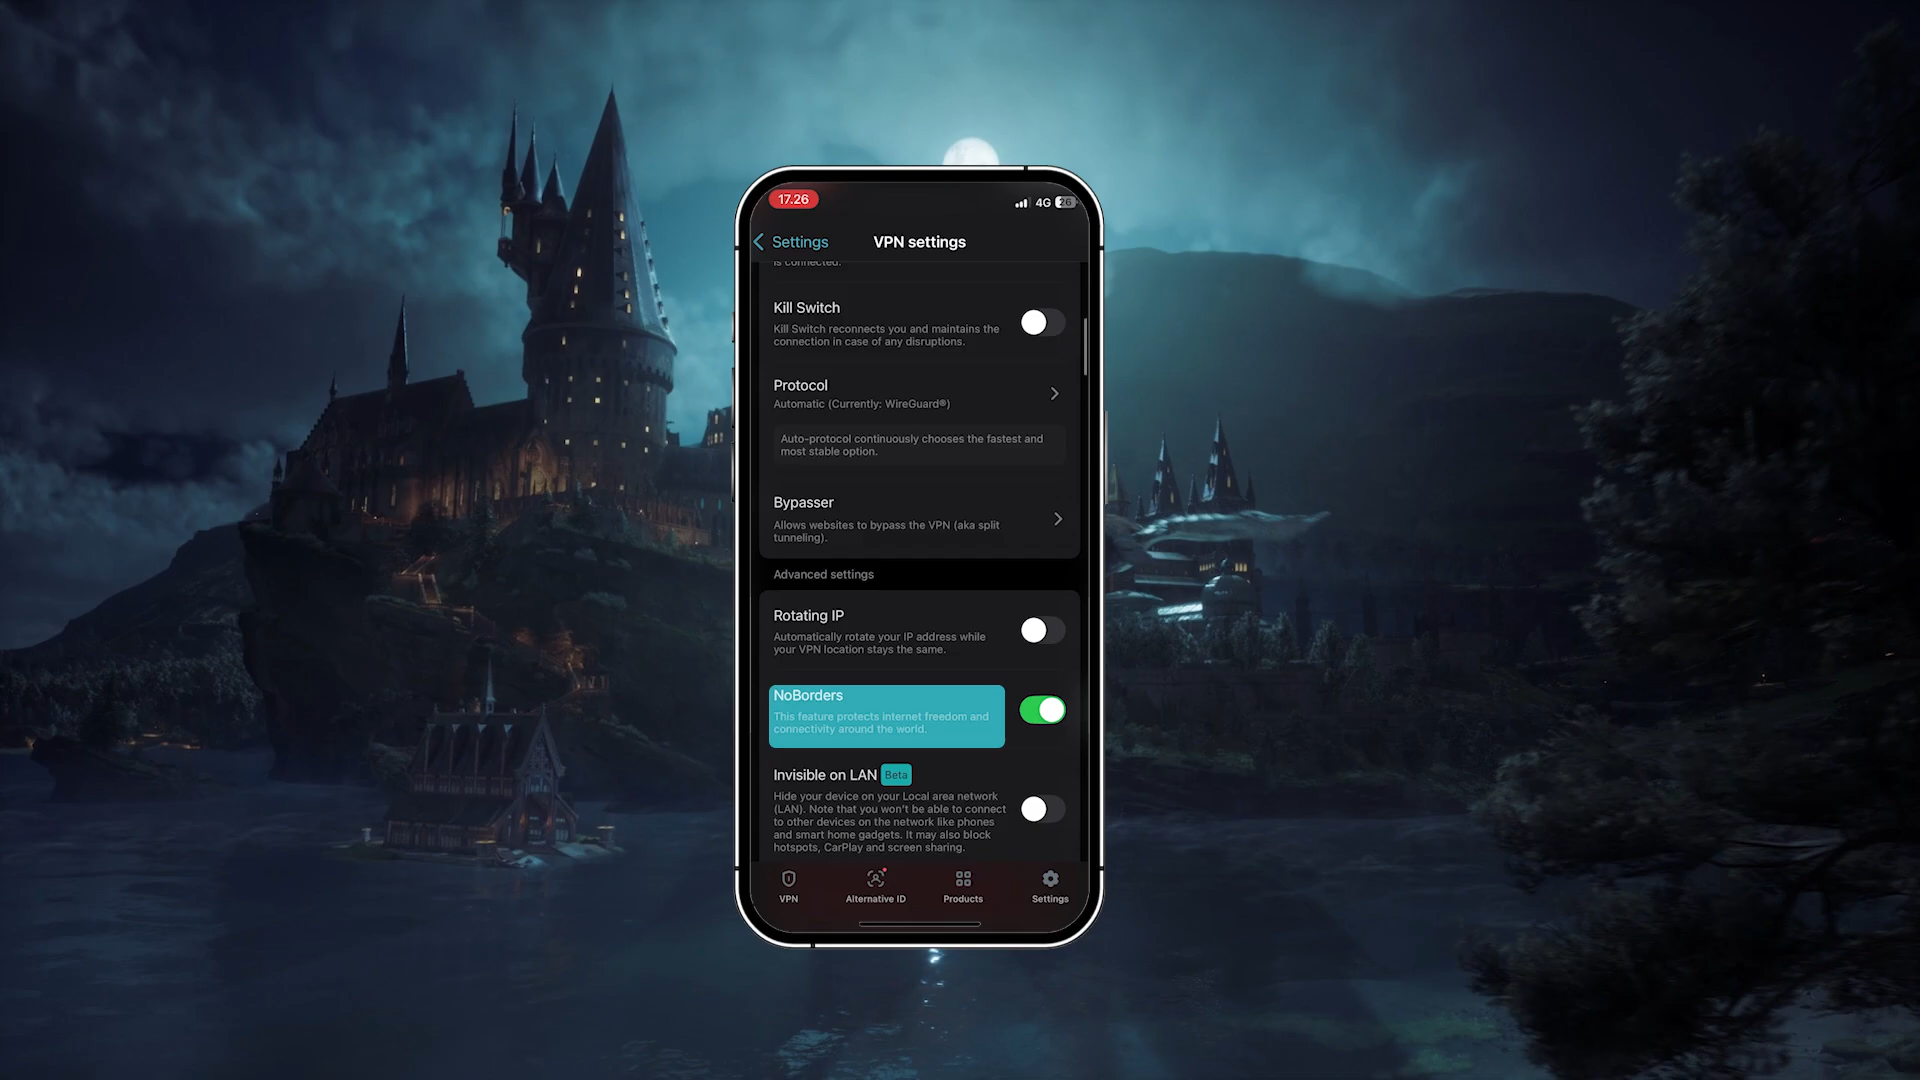 17.26
4G 26
Settings
VPN settings
is connected.
Kill Switch
Kill Switch reconnects you and maintains the
connection in case of any disruptions.
Protocol
Automatic (Currently: WireGuard®)
Auto-protocol continuously chooses the fastest and
most stable option.
Bypasser
Allows websites to bypass the VPN (aka split
tunneling).
Advanced settings
Rotating IP
Automatically rotate your IP address while
your VPN location stays the same.
NoBorders
This feature protects internet freedom and
connectivity around the world.
Invisible on LAN Beta
Hide your device on your Local area network
(LAN). Note that you won't be able to connect
to other devices on the network like phones
and smart home gadgets. It may also block
hotspots, CarPlay and screen sharing.
VPN
Alternative ID
Products
Settings